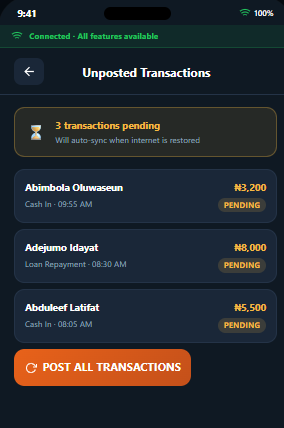 9:41
100%
Connected · All features available
Unposted Transactions
3 transactions pending
Will auto-sync when internet is restored
Abimbola Oluwaseun
₦3,200
Cash In · 09:55 AM
PENDING
Adejumo Idayat
₦8,000
Loan Repayment · 08:30 AM
PENDING
Abduleef Latifat
₦5,500
Cash In · 08:05 AM
PENDING
POST ALL TRANSACTIONS